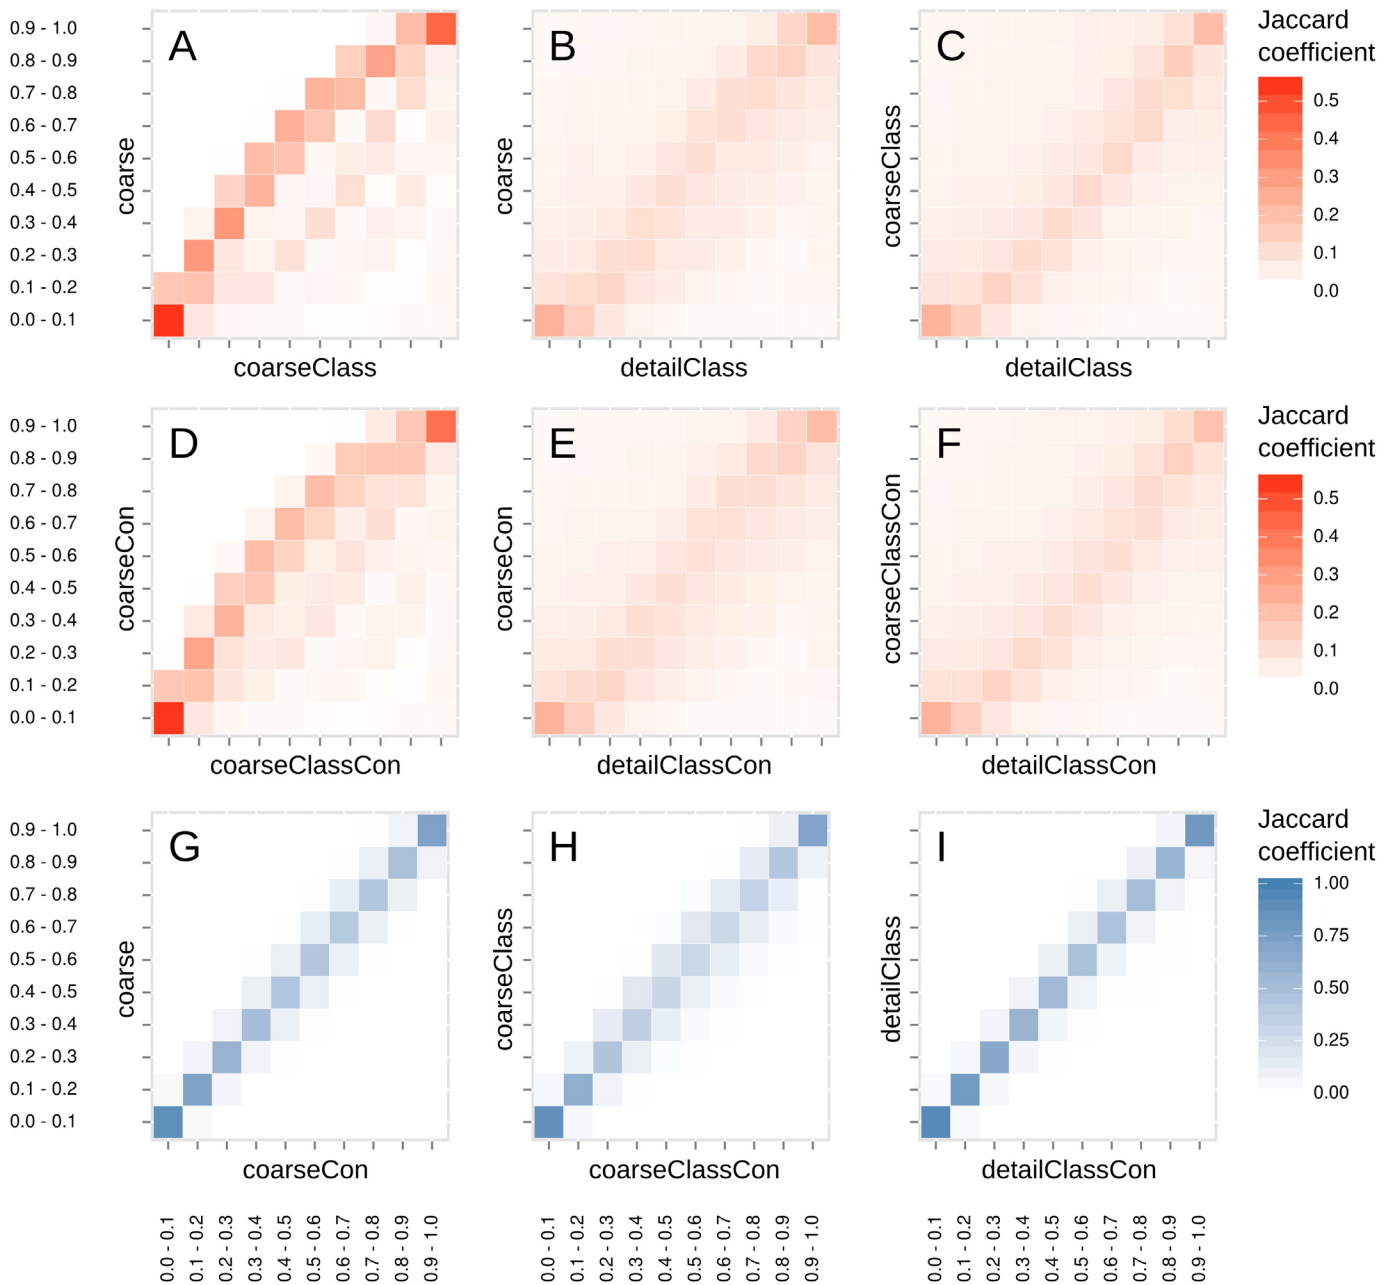 A
B
C
0.9 - 1.0
0.8 - 0.9
0.7 - 0.8
0.6 - 0.7
0.5 - 0.6
0.4 - 0.5
0.3 - 0.4
0.2 - 0.3
0.1 - 0.2
0.0 - 0.1
coarse
coarse
coarseClass
coarseClass
detailClass
detailClass
Jaccard
coefficient
0.5
0.4
0.3
0.2
0.1
0.0
D
E
F
0.9 - 1.0
0.8 - 0.9
0.7 - 0.8
0.6 - 0.7
0.5 - 0.6
0.4 - 0.5
0.3 - 0.4
0.2 - 0.3
0.1 - 0.2
0.0 - 0.1
coarseCon
coarseCon
coarseClassCon
coarseClassCon
detailClassCon
detailClassCon
Jaccard
coefficient
0.5
0.4
0.3
0.2
0.1
0.0
G
H
I
0.9 - 1.0
0.8 - 0.9
0.7 - 0.8
0.6 - 0.7
0.5 - 0.6
0.4 - 0.5
0.3 - 0.4
0.2 - 0.3
0.1 - 0.2
0.0 - 0.1
coarse
coarseClass
detailClass
coarseCon
coarseClassCon
detailClassCon
Jaccard
coefficient
1.00
0.75
0.50
0.25
0.00
0.0 - 0.1
0.1 - 0.2
0.2 - 0.3
0.3 - 0.4
0.4 - 0.5
0.5 - 0.6
0.6 - 0.7
0.7 - 0.8
0.8 - 0.9
0.9 - 1.0
0.0 - 0.1
0.1 - 0.2
0.2 - 0.3
0.3 - 0.4
0.4 - 0.5
0.5 - 0.6
0.6 - 0.7
0.7 - 0.8
0.8 - 0.9
0.9 - 1.0
0.0 - 0.1
0.1 - 0.2
0.2 - 0.3
0.3 - 0.4
0.4 - 0.5
0.5 - 0.6
0.6 - 0.7
0.7 - 0.8
0.8 - 0.9
0.9 - 1.0